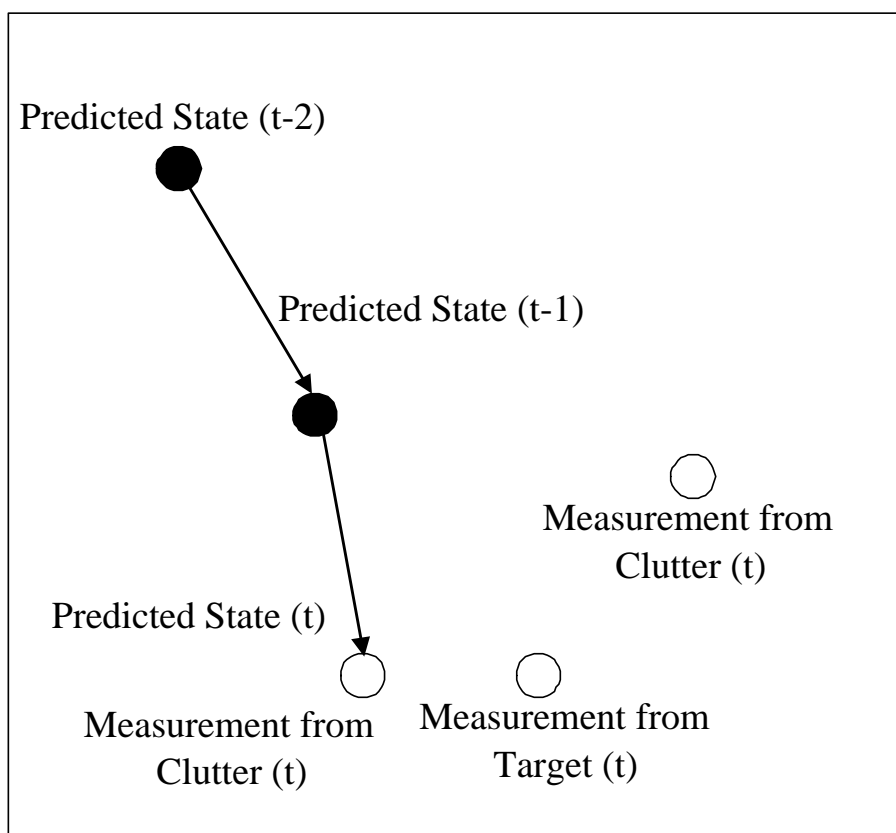 Predicted State (t-2)
Predicted State (t-1)
Measurement from
Clutter (t)
Predicted State (t)
Measurement from
Clutter (t)
Measurement from
Target (t)